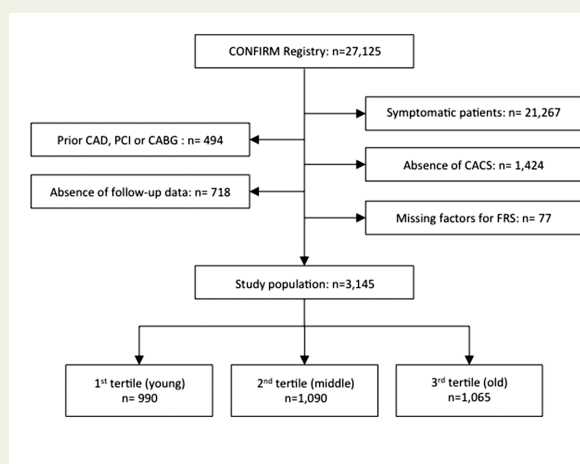 CONFIRM Registry: n=27,125
Symptomatic patients: n= 21,267
Prior CAD, PCI or CABG : n= 494
Absence of CACS: n= 1,424
Absence of follow-up data: n= 718
Missing factors for FRS: n= 77
Study population: n=3,145
1st tertile (young)
n= 990
2nd tertile (middle)
n=1,090
3rd tertile (old)
n=1,065